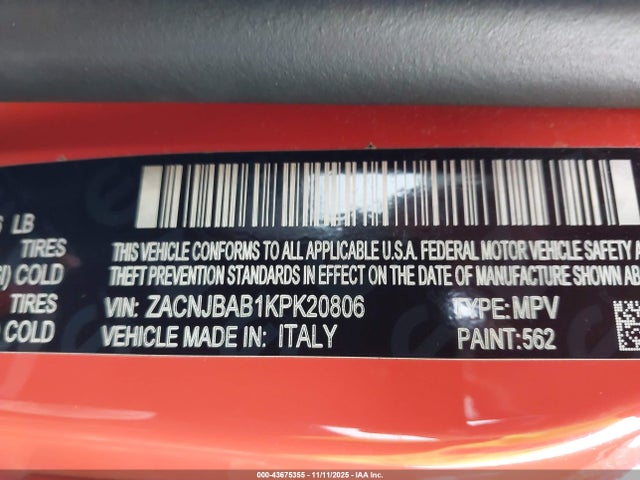 LB
TIRES
COLD
TIRES
COLD
THIS VEHICLE CONFORMS TO ALL APPLICABLE U.S.A. FEDERAL MOTOR VEHICLE SAFETY
THEFT PREVENTION STANDARDS IN EFFECT ON THE DATE OF MANUFACTURE SHOWN
VIN: ZACNJBAB1KPK20806 TYPE: MPV
VEHICLE MADE IN: ITALY PAINT:562
000-43675355 - 11/11/2025 - IAA Inc.